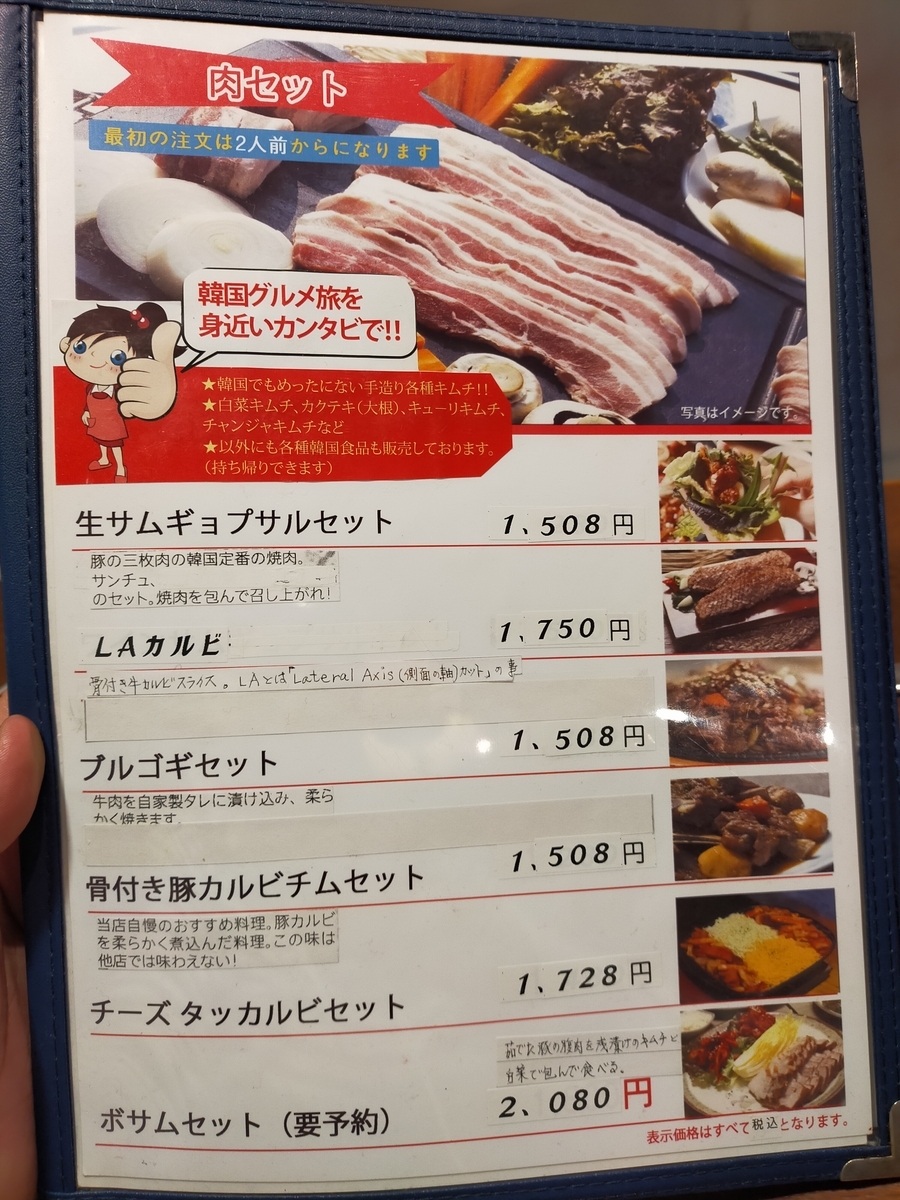 肉セット
最初の注文は2人前からになります
韓国グルメ旅を
身近いカンタビで!!
★韓国でもめったにない手造り各種キムチ!!
★白菜キムチ、カクテキ(大根)、キューリキムチ、
チャンジャキムチなど
★以外にも各種韓国食品も販売しております。
(持ち帰りできます)
写真はイメージです。
生サムギョプサルセット 1、508円
豚の三枚肉の韓国定番の焼肉。
サンチュ、
のセット。焼肉を包んで召し上がれ!
LAカルビ 1、750円
骨付き牛カルビスライス。LAとは「Lateral Axis(側面の軸)カット」の事
プルゴギセット 1、508円
牛肉を自家製タレに漬け込み、柔ら
かく焼きます。
骨付き豚カルビチムセット 1、508円
当店自慢のおすすめ料理。豚カルビ
を柔らかく煮込んだ料理。この味は
他店では味わえない!
チーズ タッカルビセット 1、728円
茹でた豚の腹肉を浅漬けのキムチと
白菜で包んで食べる。
ボサムセット(要予約) 2、080円
表示価格はすべて税込となります。